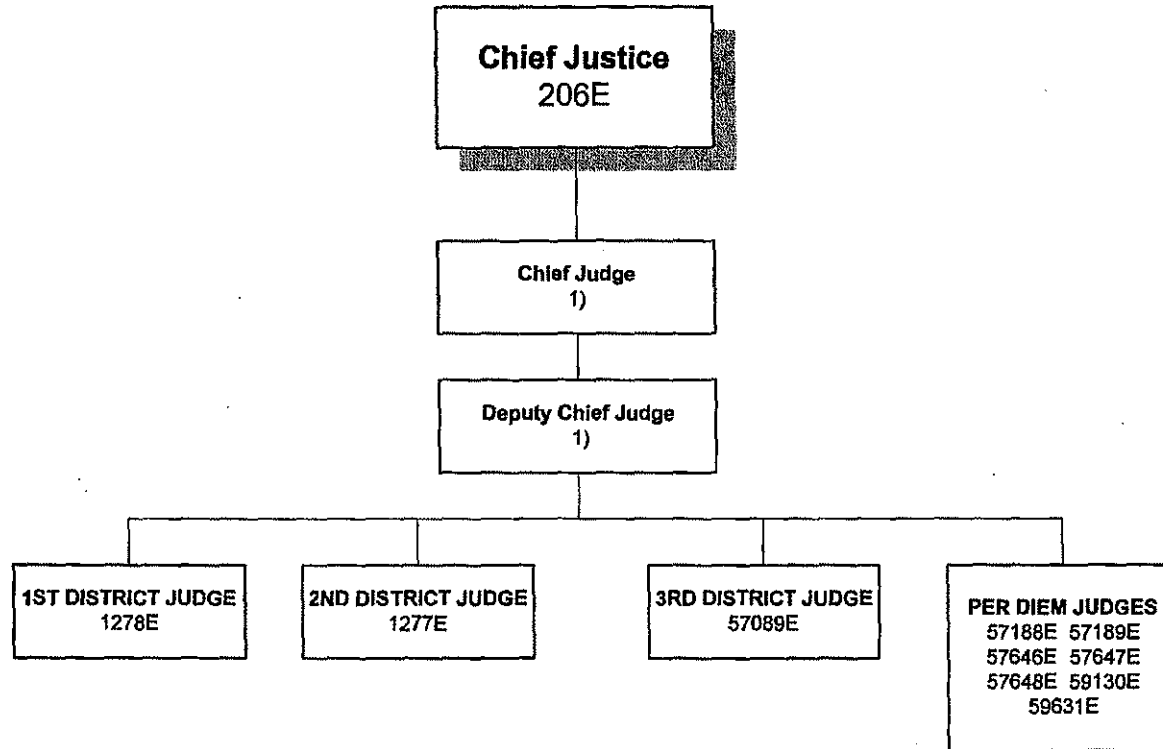 Chief Justice
206E
Chief Judge
1)
Deputy Chief Judge
1)
1ST DISTRICT JUDGE
1278E
2ND DISTRICT JUDGE
1277E
3RD DISTRICT JUDGE
57089E
PER DIEM JUDGES
57188E 57189E
57646E 57647E
57648E 59130E
59631E